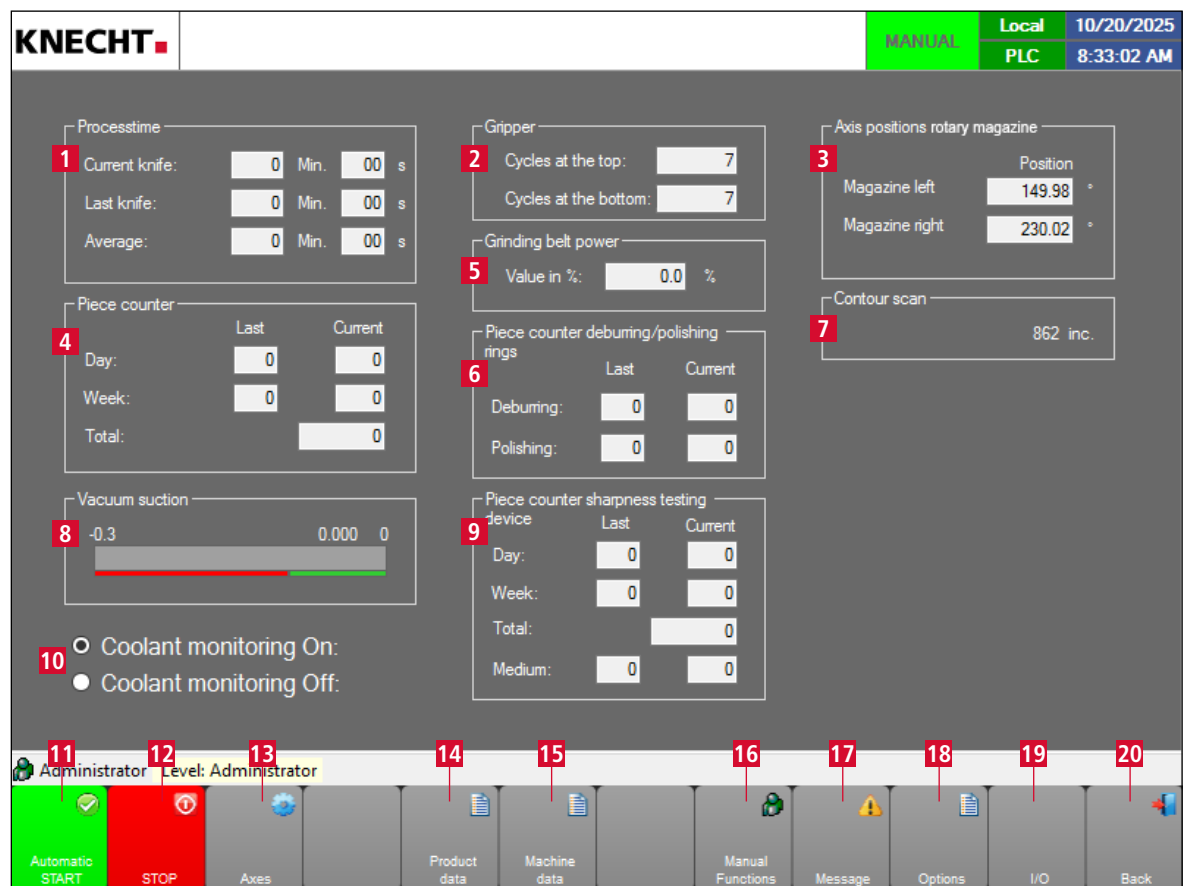 KNECHT
MANUAL
Local
10/20/2025
PLC
8:33:02 AM
Processtime
1
Current knife: 0 Min. 00 s
Last knife: 0 Min. 00 s
Average: 0 Min. 00 s
Gripper
2
Cycles at the top: 7
Cycles at the bottom: 7
Axis positions rotary magazine
3
Position
Magazine left 149.98 °
Magazine right 230.02 °
Piece counter
4
Last Current
Day: 0 0
Week: 0 0
Total: 0
Grinding belt power
5
Value in %: 0.0 %
Piece counter deburring/polishing
rings
6
Last Current
Deburring: 0 0
Polishing: 0 0
Contour scan
7
862 inc.
Vacuum suction
8
-0.3 0.000 0
Piece counter sharpness testing
device
9
Last Current
Day: 0 0
Week: 0 0
Total: 0
Medium: 0 0
10
Coolant monitoring On:
Coolant monitoring Off:
11 12 13 14 15 16 17 18 19 20
Administrator Level: Administrator
Automatic
START
STOP
Axes
Product
data
Machine
data
Manual
Functions
Message
Options
I/O
Back